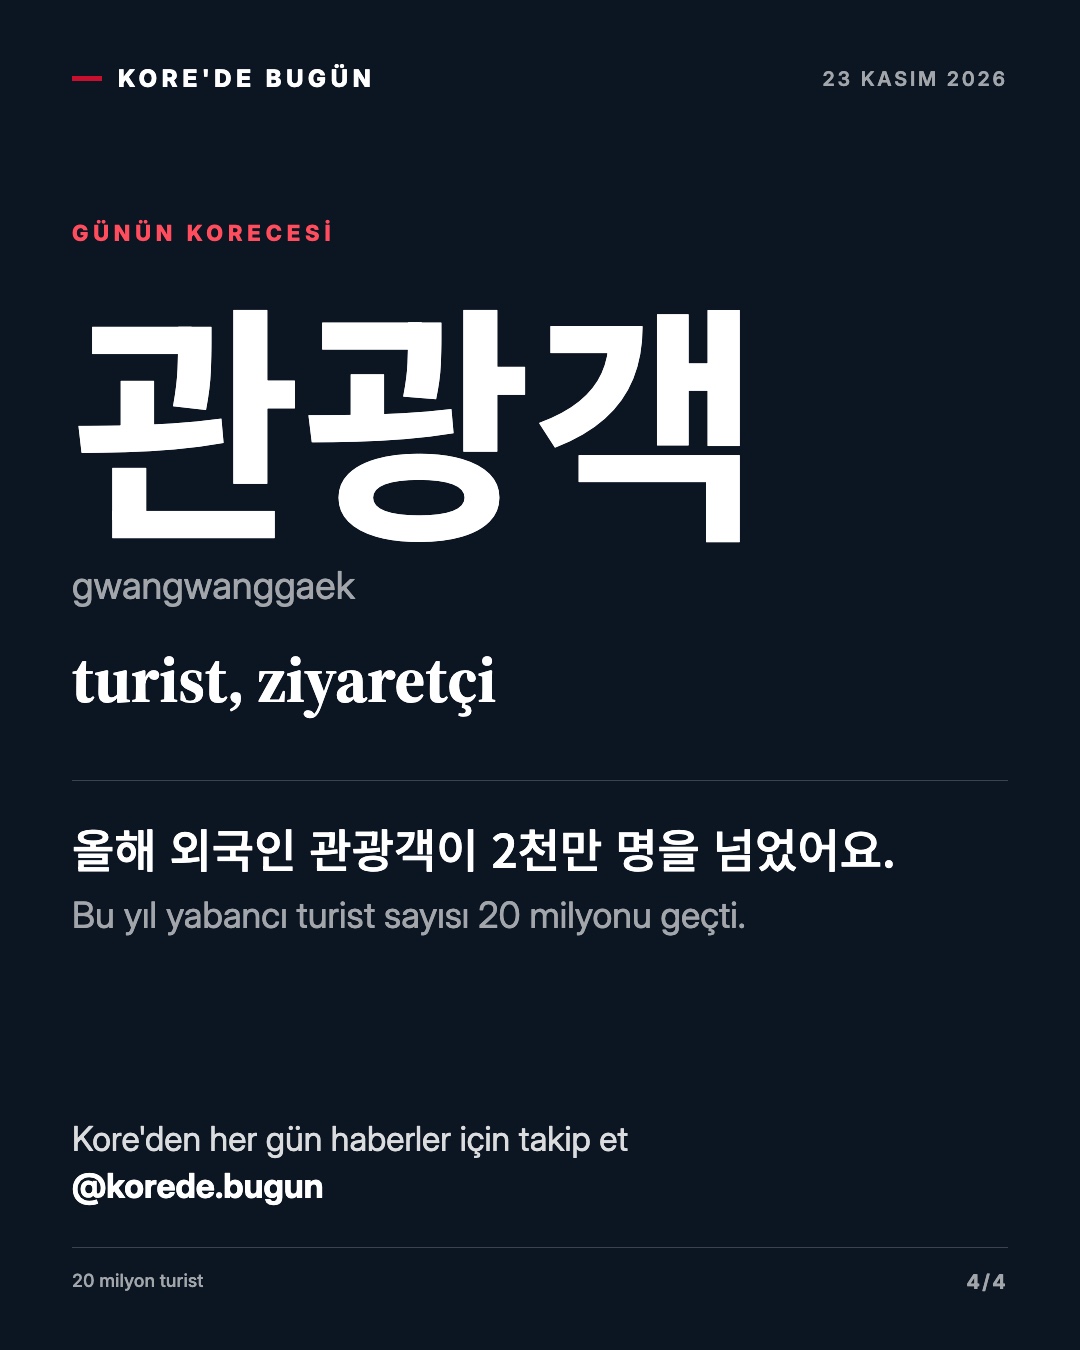 KORE'DE BUGÜN
23 KASIM 2026
GÜNÜN KORECESİ
관광객
gwangwanggaek
turist, ziyaretçi
올해 외국인 관광객이 2천만 명을 넘었어요.
Bu yıl yabancı turist sayısı 20 milyonu geçti.
Kore'den her gün haberler için takip et
@korede.bugun
20 milyon turist
4/4